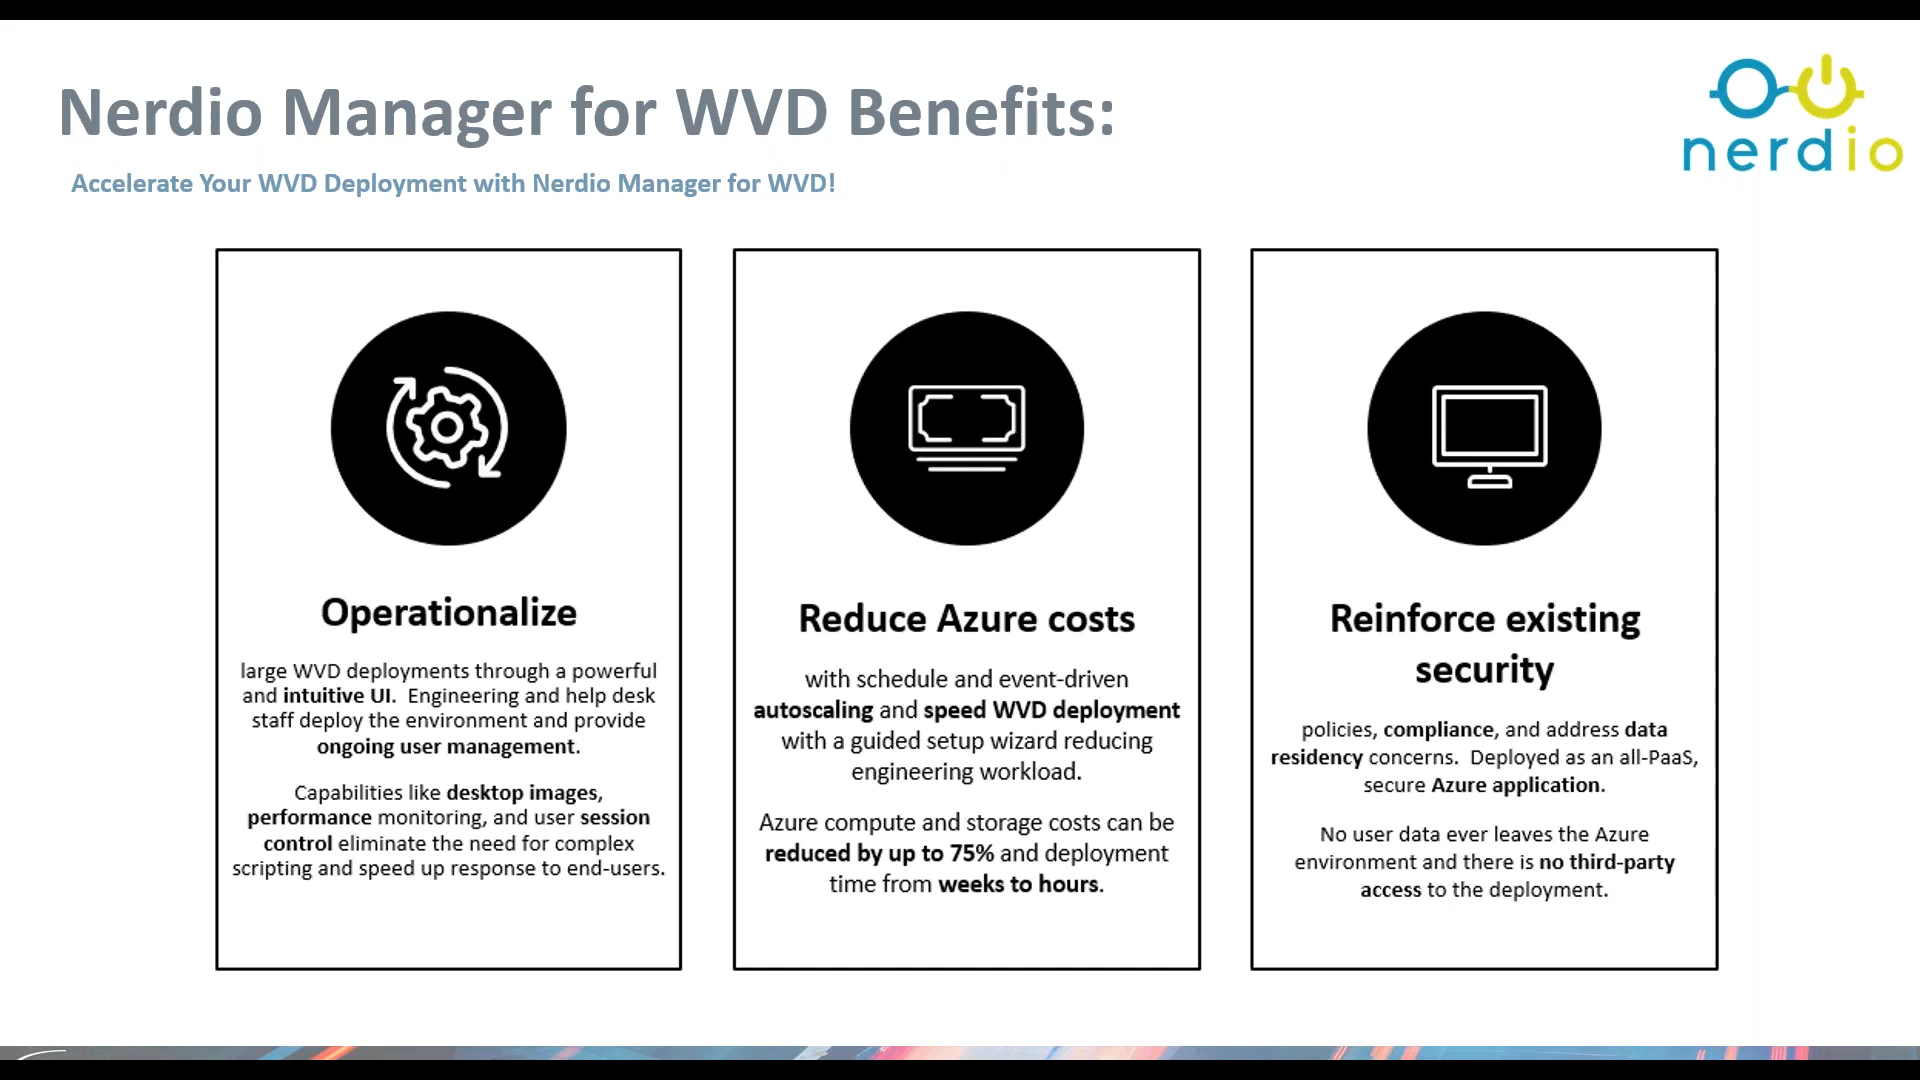 Nerdio Manager for WVD Benefits:
Accelerate Your WVD Deployment with Nerdio Manager for WVD!
nerdio
Operationalize
large WVD deployments through a powerful
and intuitive UI.  Engineering and help desk
staff deploy the environment and provide
ongoing user management.
Capabilities like desktop images,
performance monitoring, and user session
control eliminate the need for complex
scripting and speed up response to end-users.
Reduce Azure costs
with schedule and event-driven
autoscaling and speed WVD deployment
with a guided setup wizard reducing
engineering workload.
Azure compute and storage costs can be
reduced by up to 75% and deployment
time from weeks to hours.
Reinforce existing
security
policies, compliance, and address data
residency concerns.  Deployed as an all-PaaS,
secure Azure application.
No user data ever leaves the Azure
environment and there is no third-party
access to the deployment.